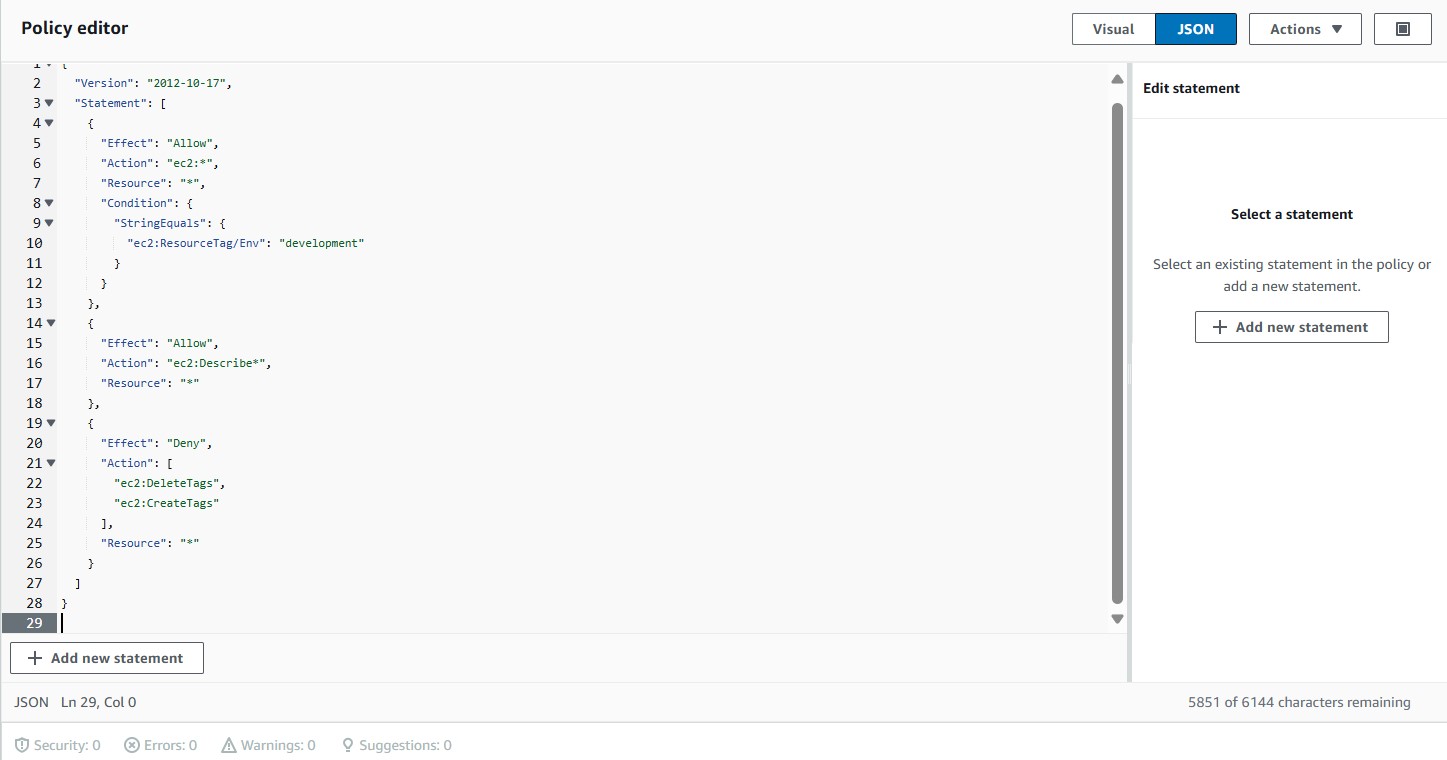 Policy editor
Visual
JSON
Actions
1 {
2 "Version": "2012-10-17",
3 "Statement": [
4 {
5 "Effect": "Allow",
6 "Action": "ec2:*",
7 "Resource": "*",
8 "Condition": {
9 "StringEquals": {
10 "ec2:ResourceTag/Env": "development"
11 }
12 }
13 },
14 {
15 "Effect": "Allow",
16 "Action": "ec2:Describe*",
17 "Resource": "*"
18 },
19 {
20 "Effect": "Deny",
21 "Action": [
22 "ec2:DeleteTags",
23 "ec2:CreateTags"
24 ],
25 "Resource": "*"
26 }
27 ]
28 }
29
+ Add new statement
Edit statement
Select a statement
Select an existing statement in the policy or
add a new statement.
+ Add new statement
JSON Ln 29, Col 0
5851 of 6144 characters remaining
Security: 0 Errors: 0 Warnings: 0 Suggestions: 0